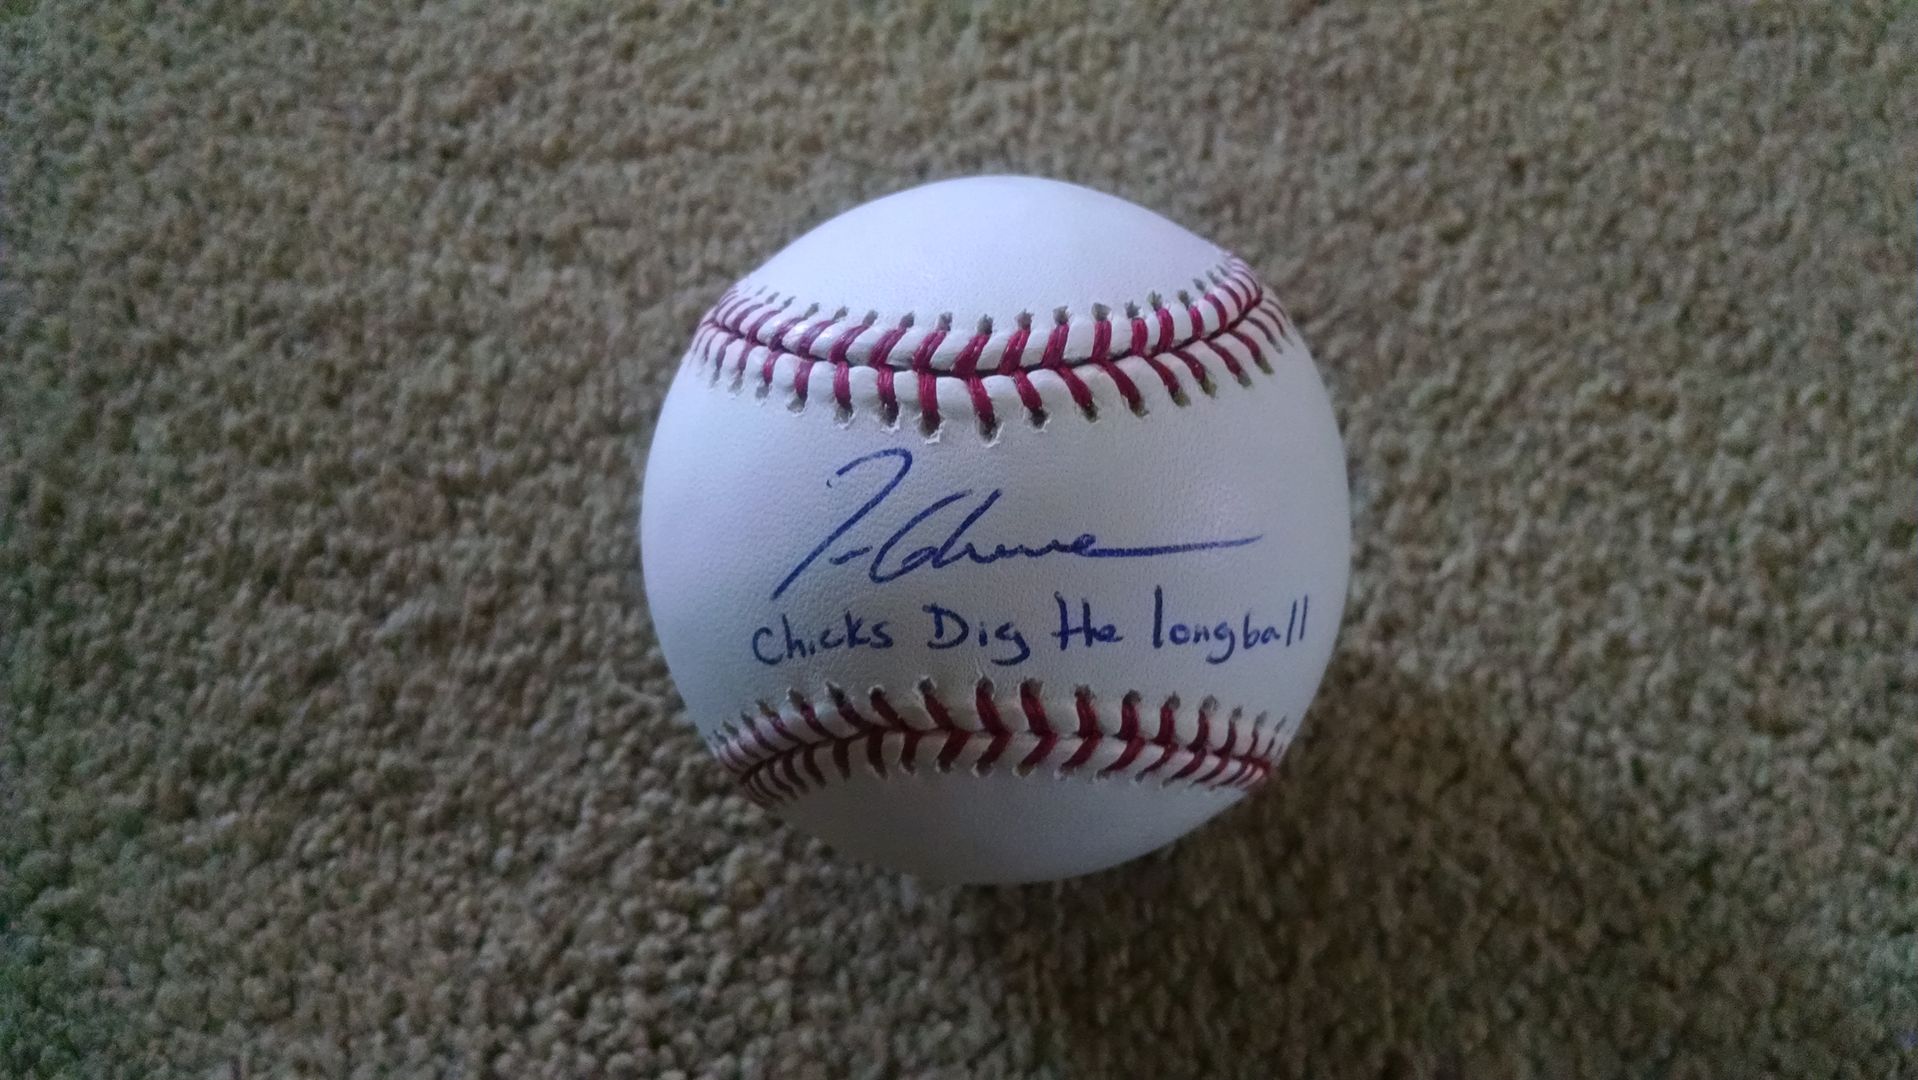 Chicks Dig the longball